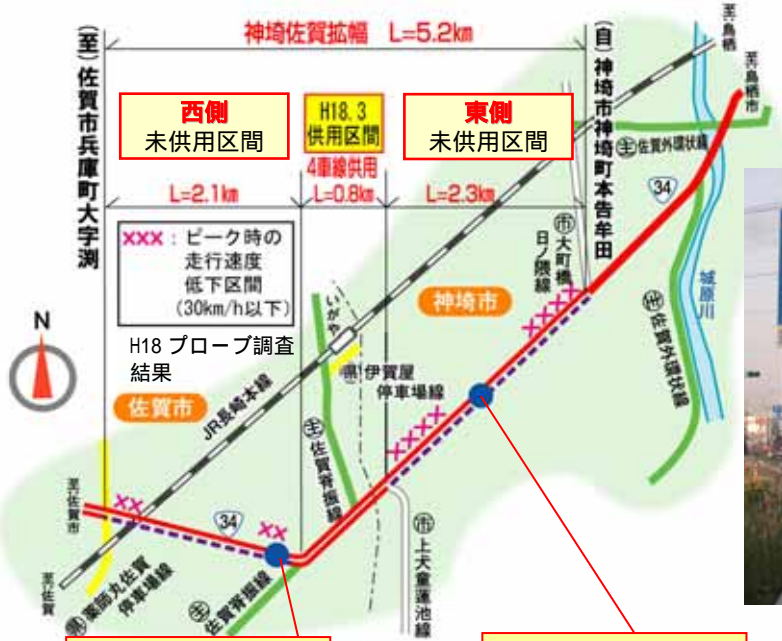 神埼佐賀拡幅 L=5.2km
(至)佐賀市兵庫町大字渕
(自)神埼市神埼町本告牟田
至)鳥栖
至)鳥栖市
西側
未供用区間
H18.3
供用区間
4車線供用
東側
未供用区間
L=2.1km
L=0.8km
L=2.3km
主 佐賀外環状線
34
×××:ピーク時の
走行速度
低下区間
(30km/h以下)
H18 プローブ調査
結果
N
いがや
市 大町橋
日ノ隈線
神埼市
城原川
主 佐賀外環状線
県 伊賀屋
停車場線
佐賀市
JR長崎本線
主 佐賀脊振線
至)佐賀市
34
至)佐賀
県 薬師丸佐賀
停車場線
主 佐賀脊振線
市 上犬童蓮池線